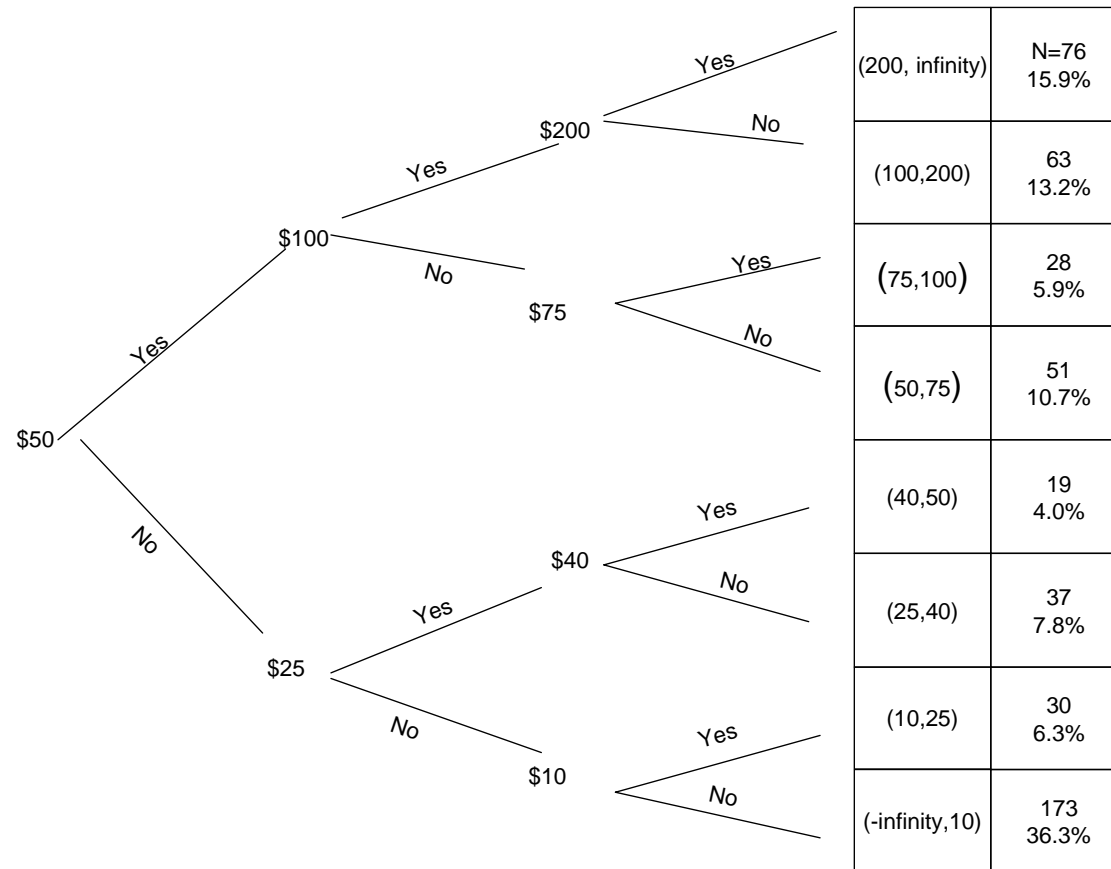 Yes
(200, infinity)
N=76
15.9%
$200
No
Yes
(100,200)
63
13.2%
$100
No
Yes
(75,100)
28
5.9%
$75
Yes
No
(50,75)
51
10.7%
$50
(40,50)
19
4.0%
Yes
No
$40
No
(25,40)
37
7.8%
Yes
$25
(10,25)
30
6.3%
No
Yes
$10
No
(-infinity,10)
173
36.3%